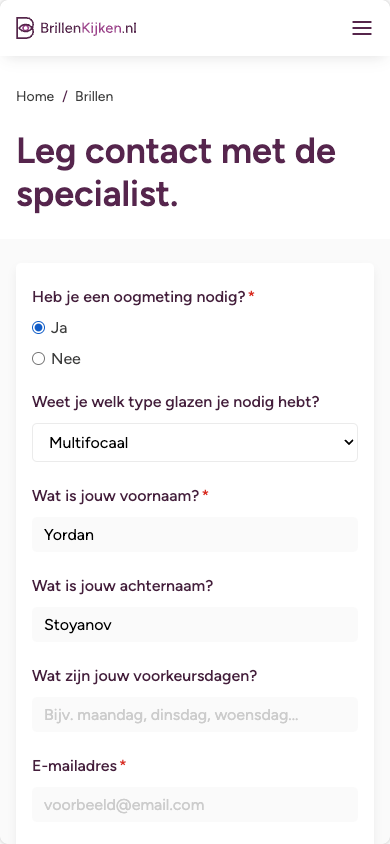 BrillenKijken.nl
Home / Brillen
Leg contact met de
specialist.
Heb je een oogmeting nodig? *
Ja
Nee
Weet je welk type glazen je nodig hebt?
Multifocaal
Wat is jouw voornaam? *
Yordan
Wat is jouw achternaam?
Stoyanov
Wat zijn jouw voorkeursdagen?
Bijv. maandag, dinsdag, woensdag...
E-mailadres *
voorbeeld@email.com